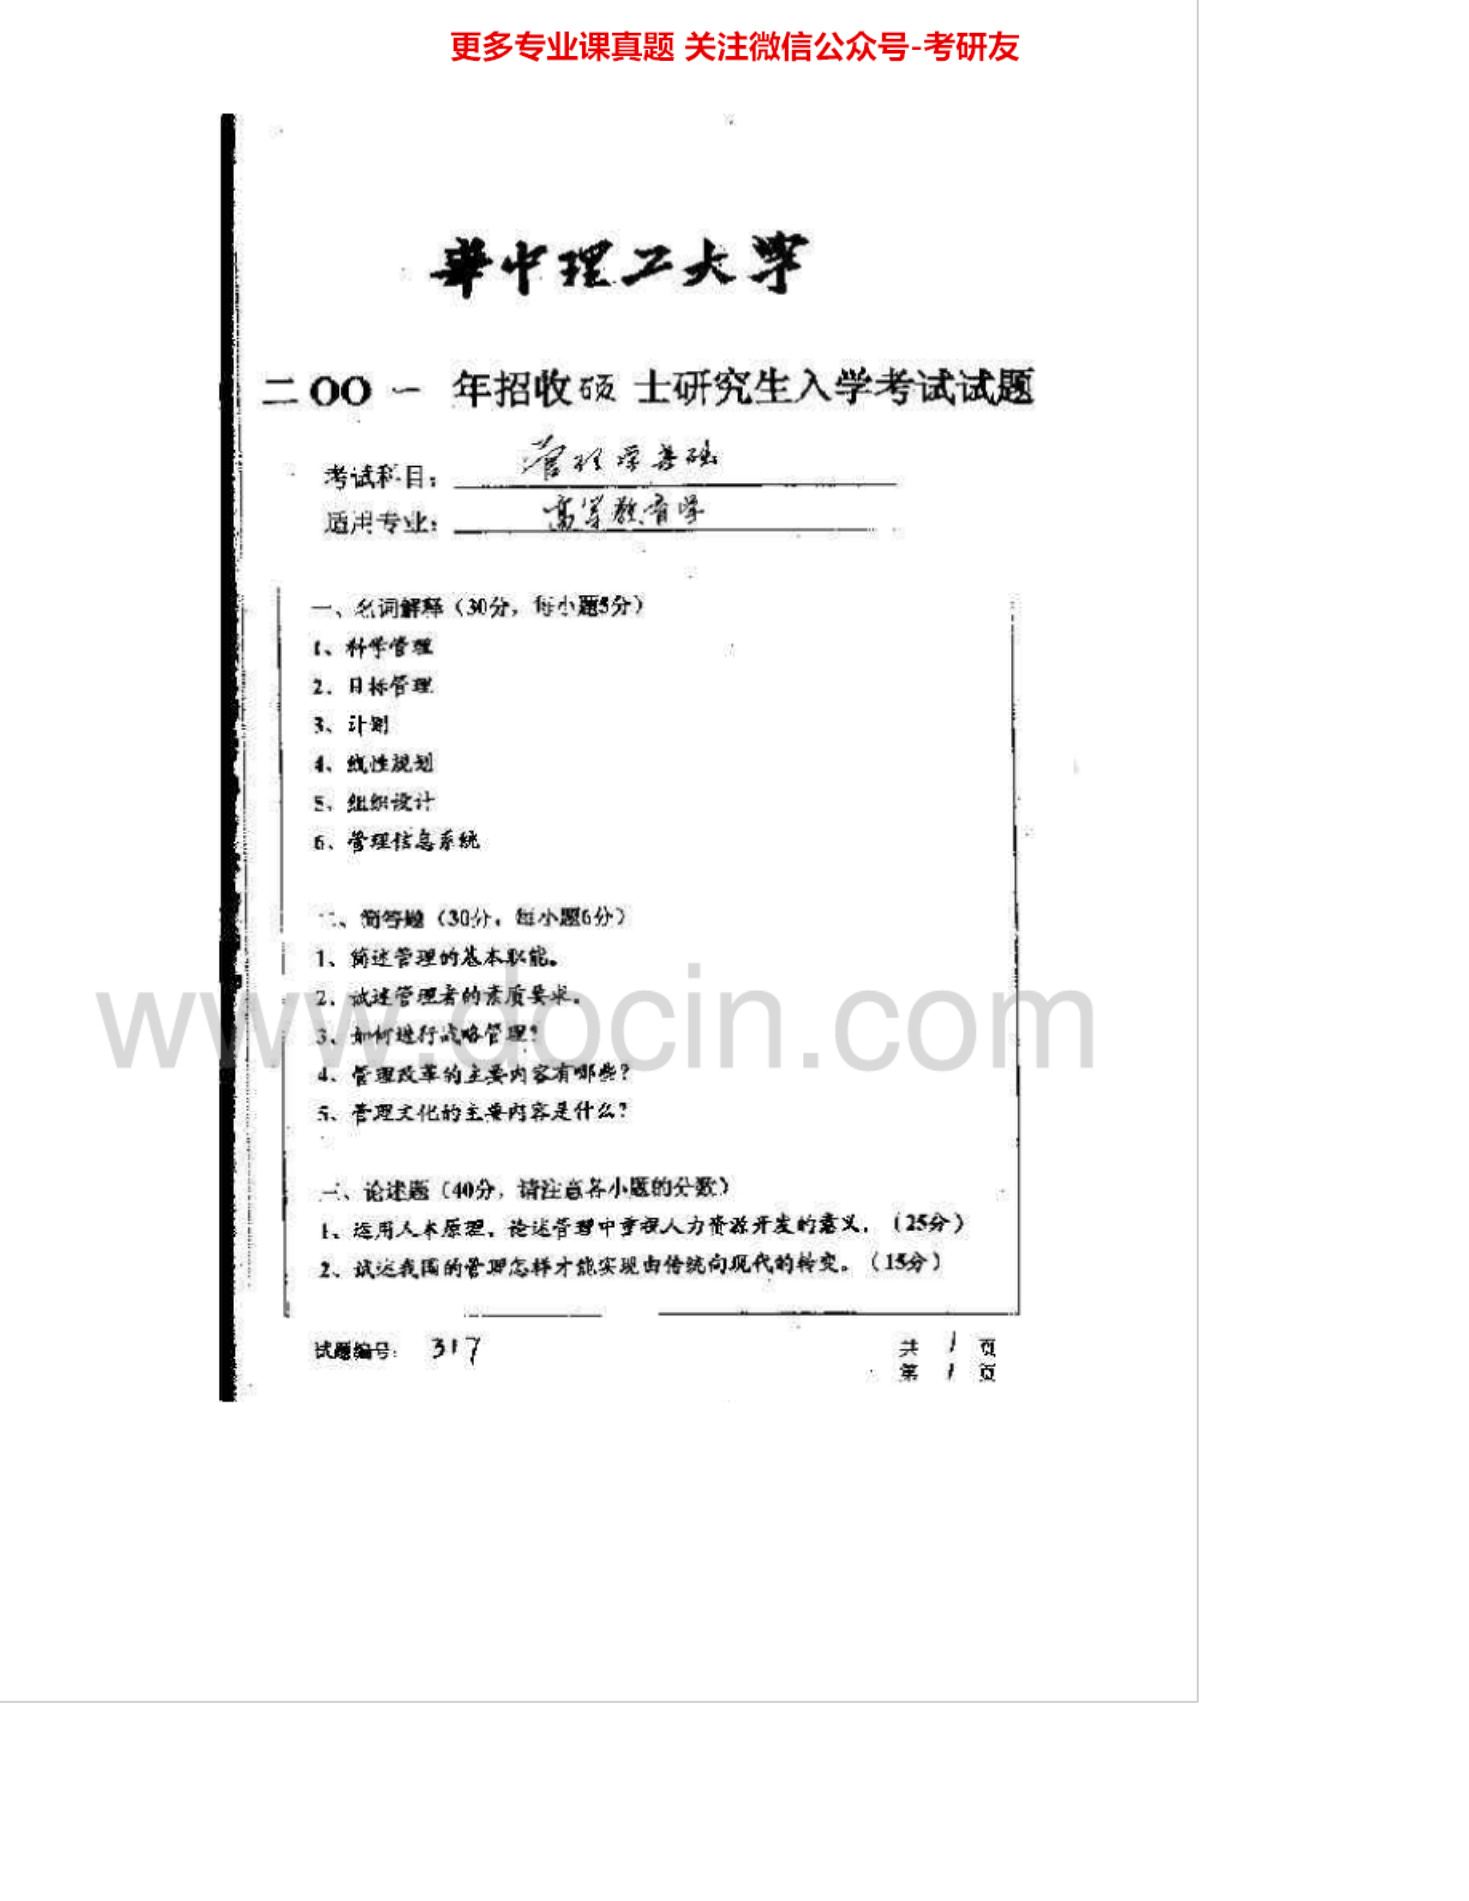 更多专业课真题 关注微信公众号-考研友
華中理工大学
二00一 年招收硕 士研究生入学考试试题
考试科目: 管理学基础
适用专业: 高等教育学
一、名词解释（30分，每小题5分）
1、科学管理
2、目标管理
3、计划
4、线性规划
5、组织设计
6、管理信息系统
二、简答题（30分，每小题6分）
1、简述管理的基本职能。
2、试述管理者的素质要求。
3、如何进行战略管理?
4、管理改革的主要内容有哪些?
5、管理文化的主要内容是什么?
www.docin.com
三、论述题（40分，请注意各小题的分数）
1、运用人本原理，论述管理中重视人力资源开发的意义。（25分）
2、试述我国的管理怎样才能实现由传统向现代的转变。（15分）
试题编号: 317
共 1 页
第 1 页